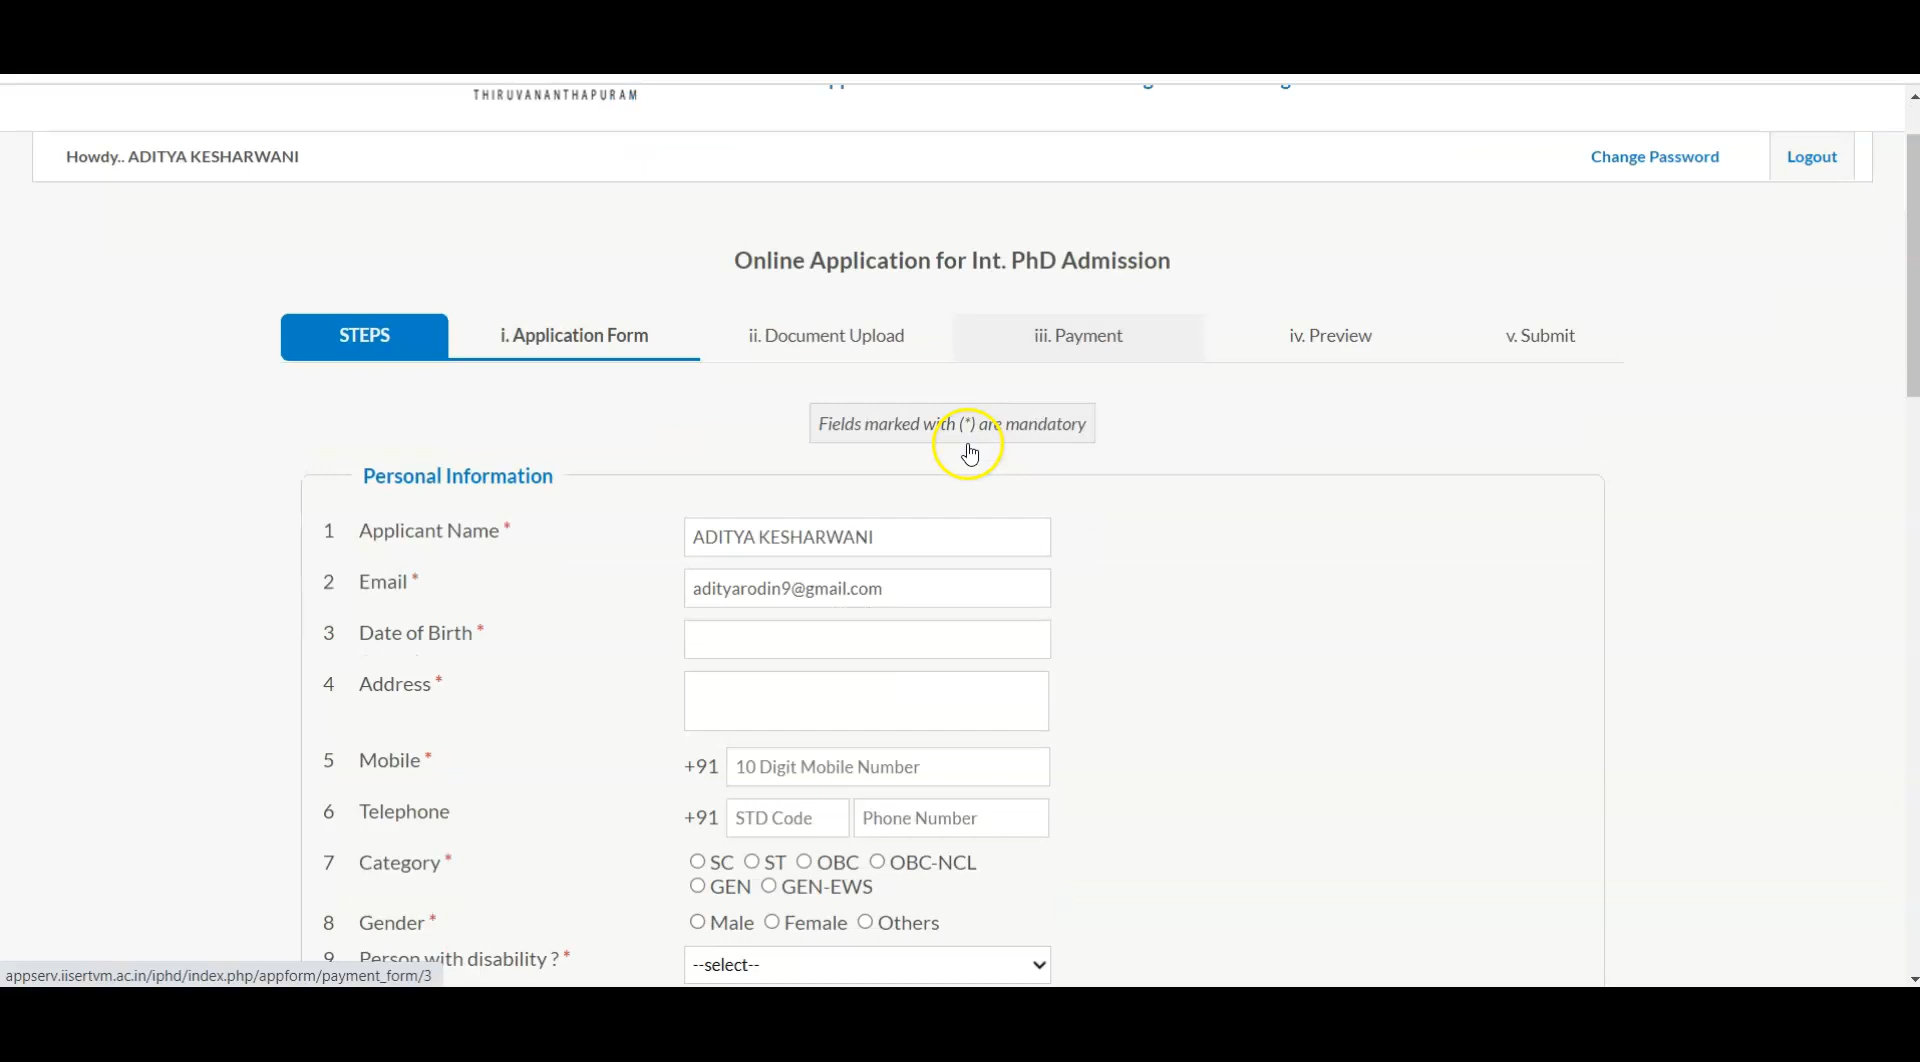 THIRUVANANTHAPURAM
Howdy.. ADITYA KESHARWANI Change Password Logout
Online Application for Int. PhD Admission
STEPS i. Application Form ii. Document Upload iii. Payment iv. Preview v. Submit
Fields marked with (*) are mandatory
Personal Information
1 Applicant Name * ADITYA KESHARWANI
2 Email * adityarodin9@gmail.com
3 Date of Birth *
4 Address *
5 Mobile * +91 10 Digit Mobile Number
6 Telephone +91 STD Code Phone Number
7 Category * SC ST OBC OBC-NCL
GEN GEN-EWS
8 Gender * Male Female Others
9 Person with disability ? * --select--
appserv.iisertvm.ac.in/iphd/index.php/appform/payment_form/3